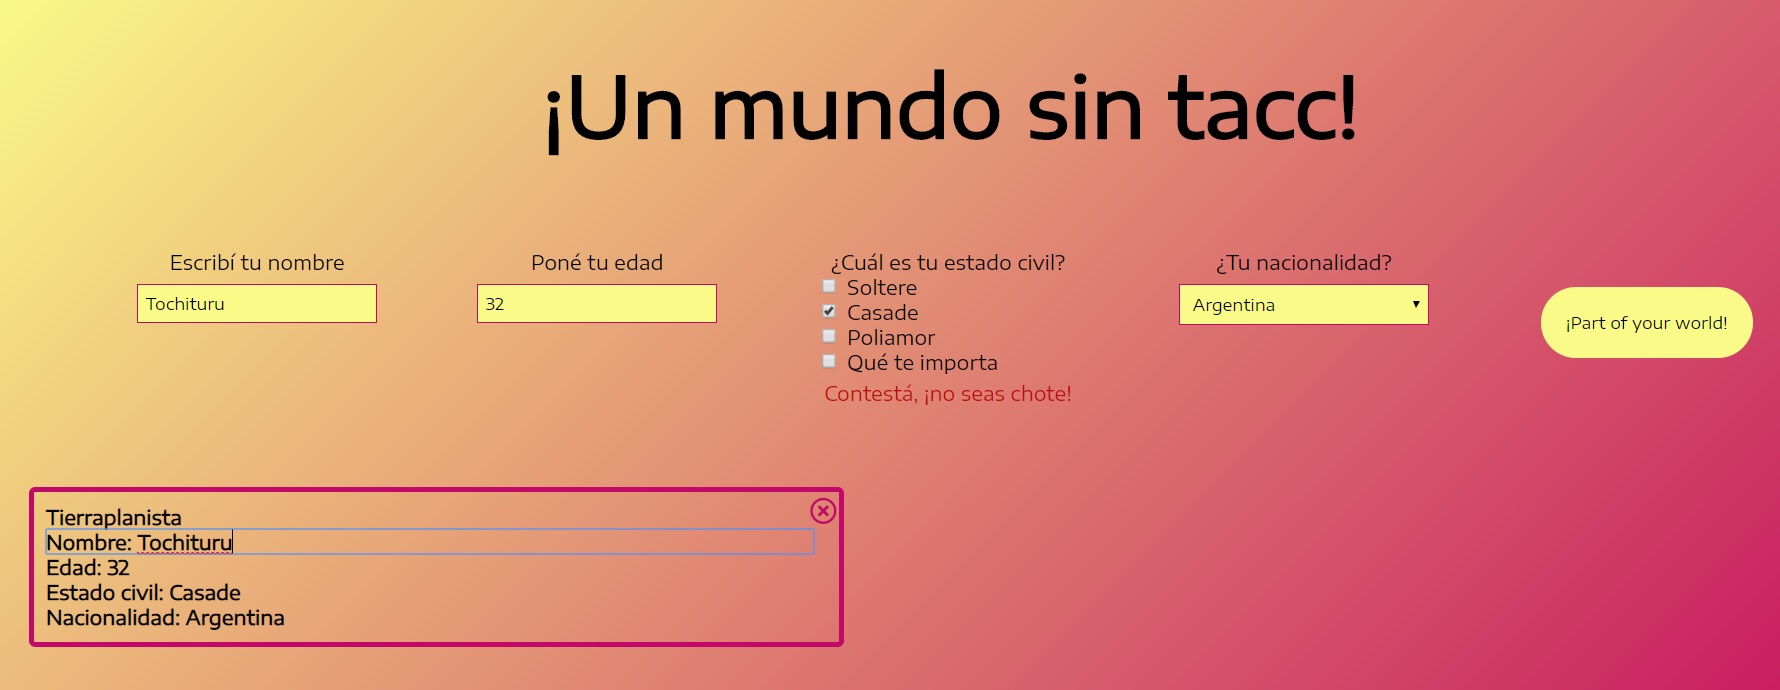 ¡Un mundo sin tacc!
Escribí tu nombre
Tochituru
Poné tu edad
32
¿Cuál es tu estado civil?
Soltere
Casade
Poliamor
Qué te importa
Contestá, ¡no seas chote!
¿Tu nacionalidad?
Argentina
¡Part of your world!
Tierraplanista
Nombre: Tochituru
Edad: 32
Estado civil: Casade
Nacionalidad: Argentina